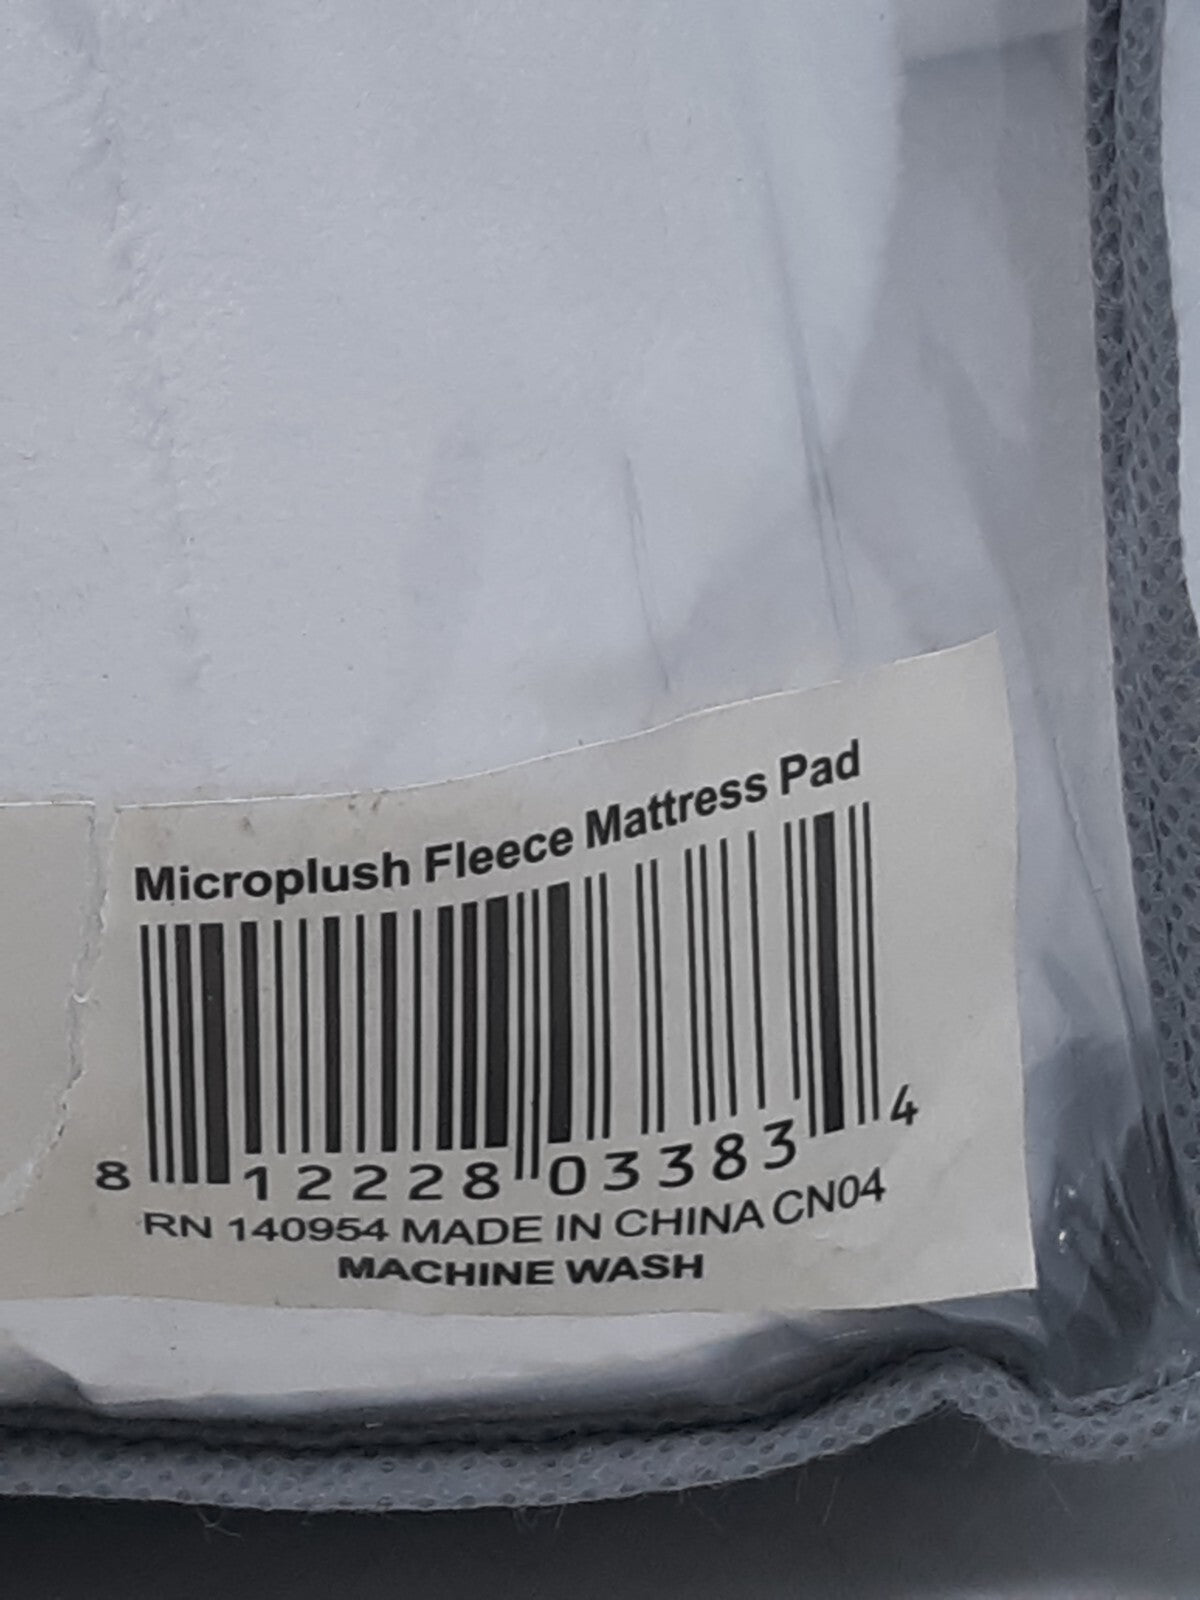 Microplush Fleece Mattress Pad
8 12228 03383 4
RN 140954 MADE IN CHINA CN04
MACHINE WASH